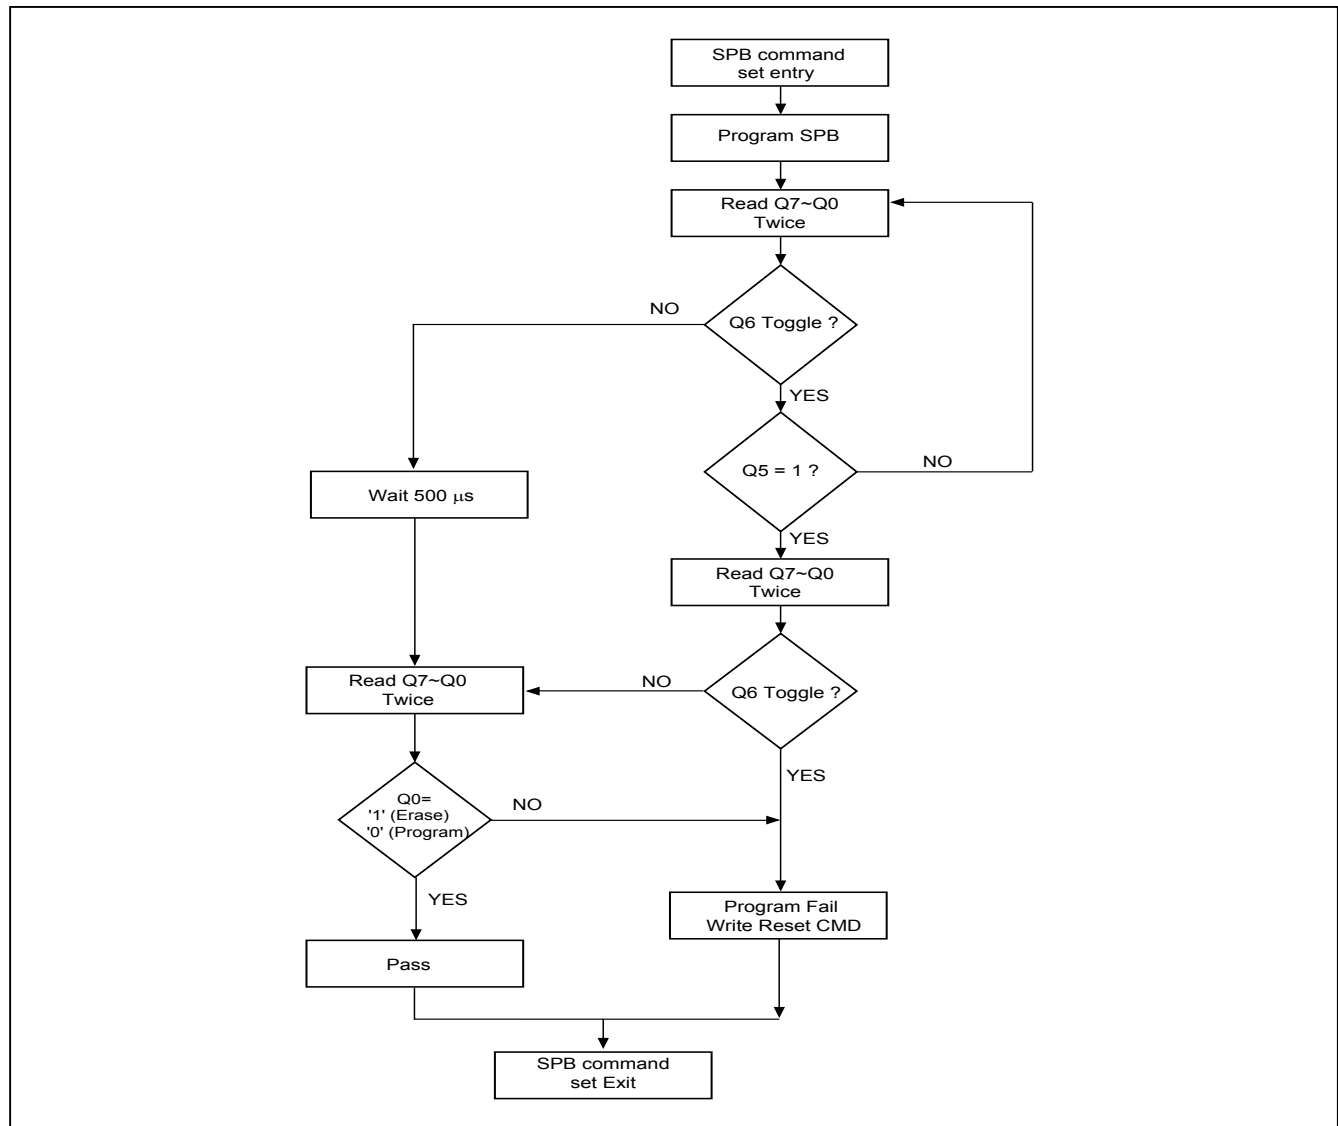 SPB command
set entry
Program SPB
Read Q7~Q0
Twice
Q6 Toggle ?
NO
YES
Q5 = 1 ?
NO
YES
Wait 500 μs
Read Q7~Q0
Twice
Q6 Toggle ?
NO
YES
Read Q7~Q0
Twice
Q0=
'1' (Erase)
'0' (Program)
NO
YES
Program Fail
Write Reset CMD
Pass
SPB command
set Exit